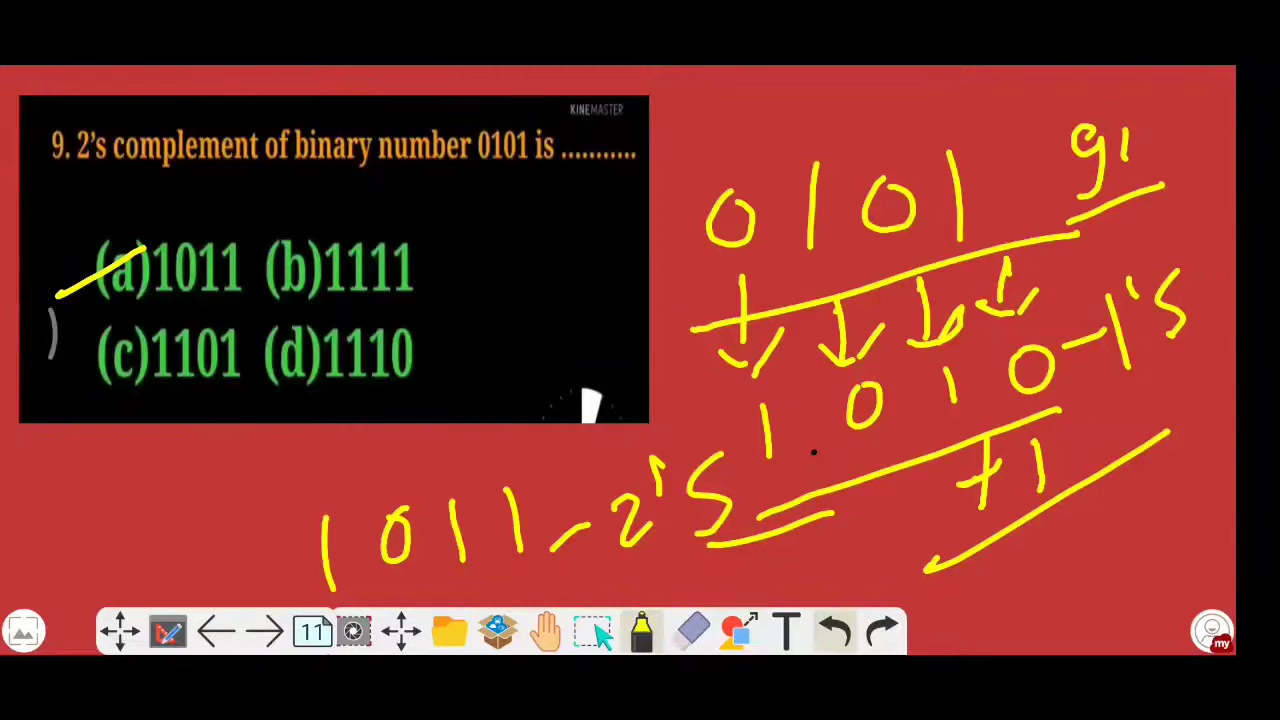 KINEMASTER
9. 2’s complement of binary number 0101 is ...........
(a)1011 (b)1111
(c)1101 (d)1110
0101
1010-1's
+1
1011-2's
11
my